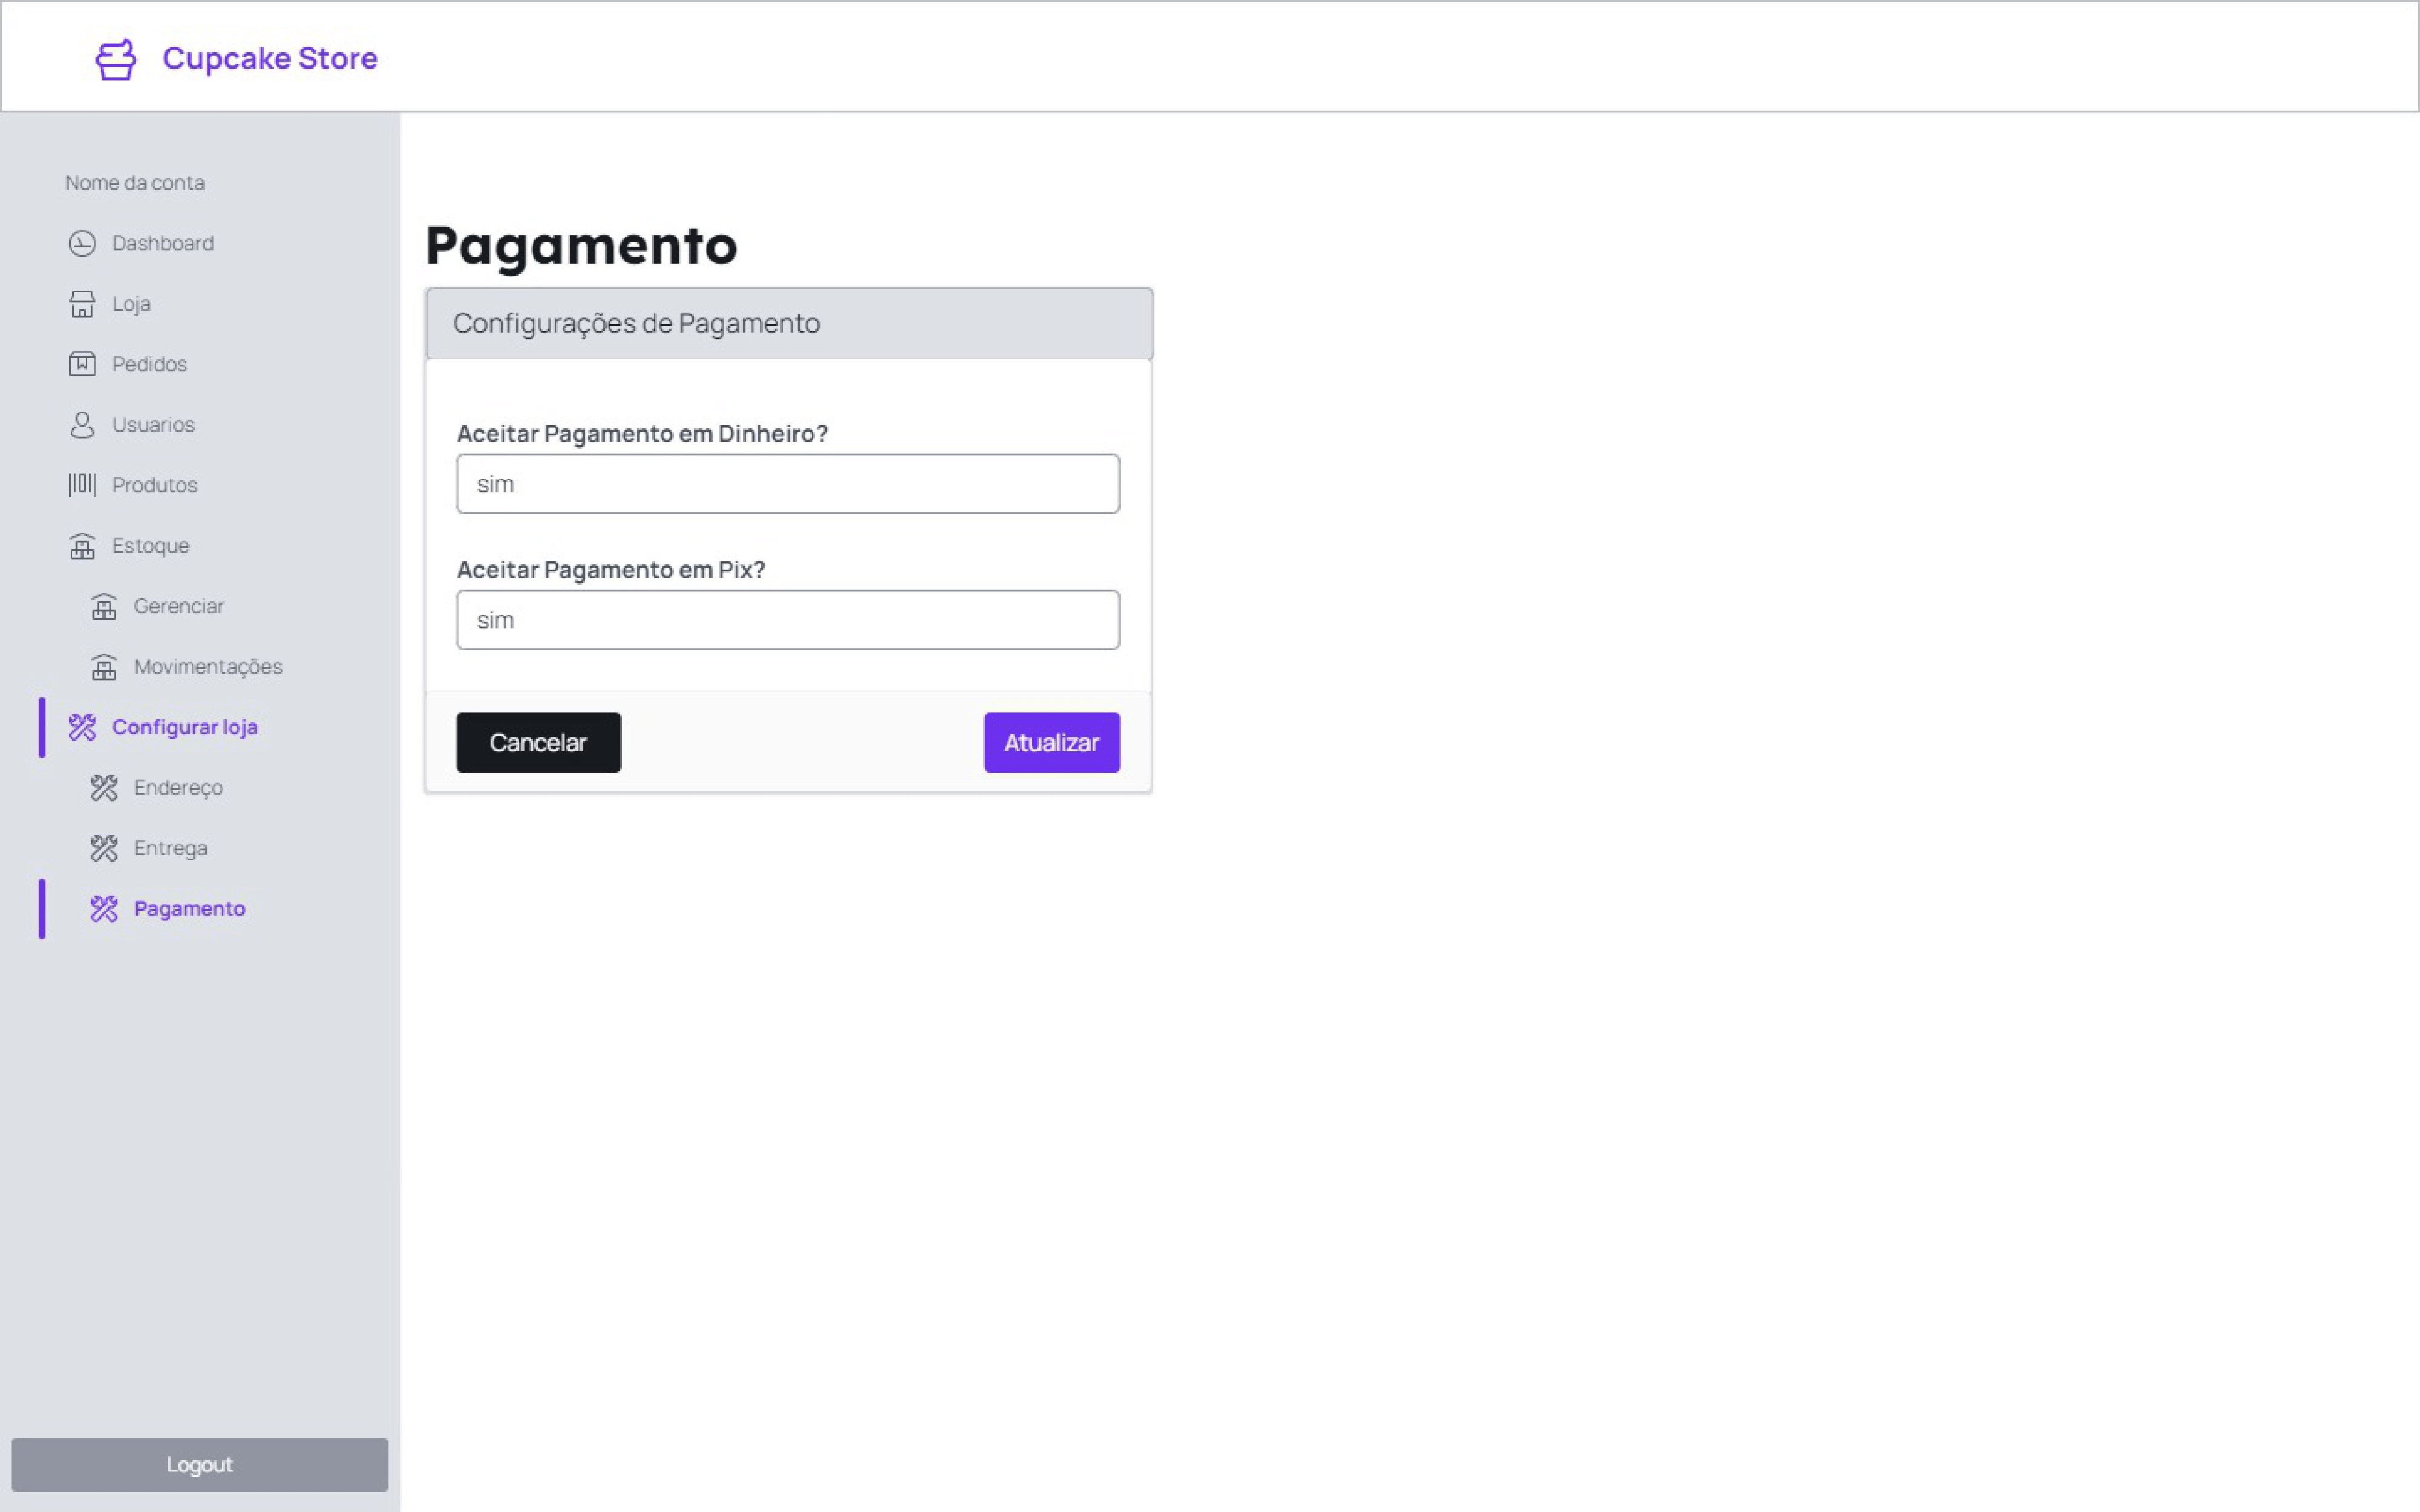 Cupcake Store
Nome da conta
Dashboard
Loja
Pedidos
Usuarios
Produtos
Estoque
Gerenciar
Movimentações
Configurar loja
Endereço
Entrega
Pagamento
Logout
Pagamento
Configurações de Pagamento
Aceitar Pagamento em Dinheiro?
sim
Aceitar Pagamento em Pix?
sim
Cancelar
Atualizar